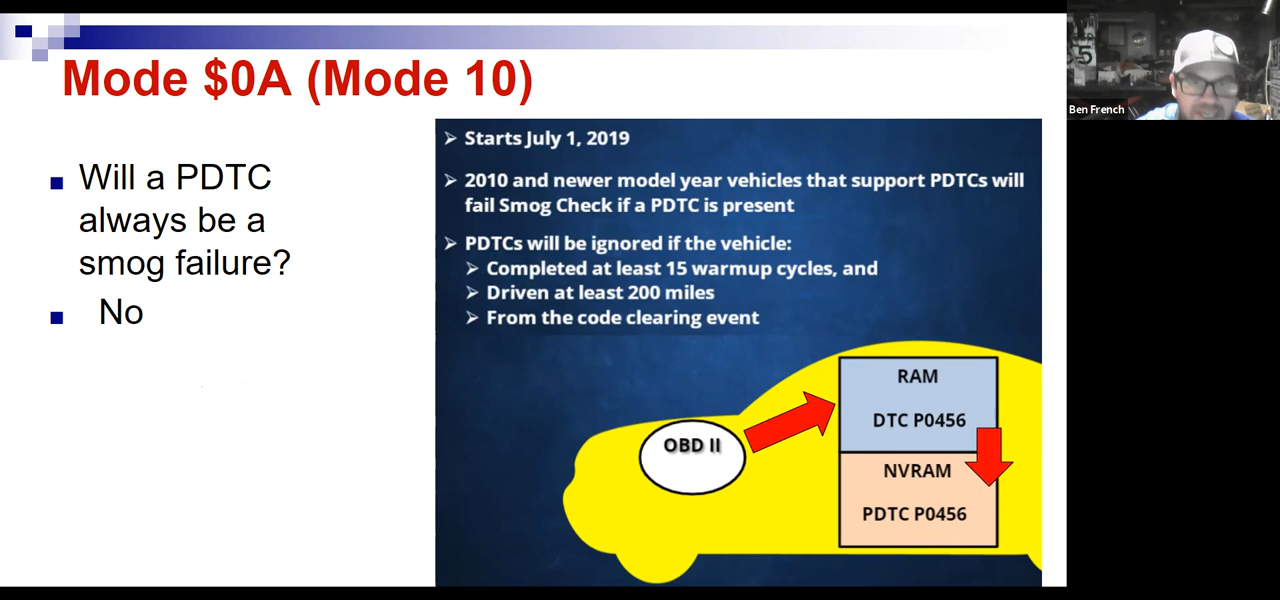 Mode $0A (Mode 10)
Will a PDTC
always be a
smog failure?
No
Starts July 1, 2019
2010 and newer model year vehicles that support PDTCs will
fail Smog Check if a PDTC is present
PDTCs will be ignored if the vehicle:
Completed at least 15 warmup cycles, and
Driven at least 200 miles
From the code clearing event
OBD II
RAM
DTC P0456
NVRAM
PDTC P0456
Ben French